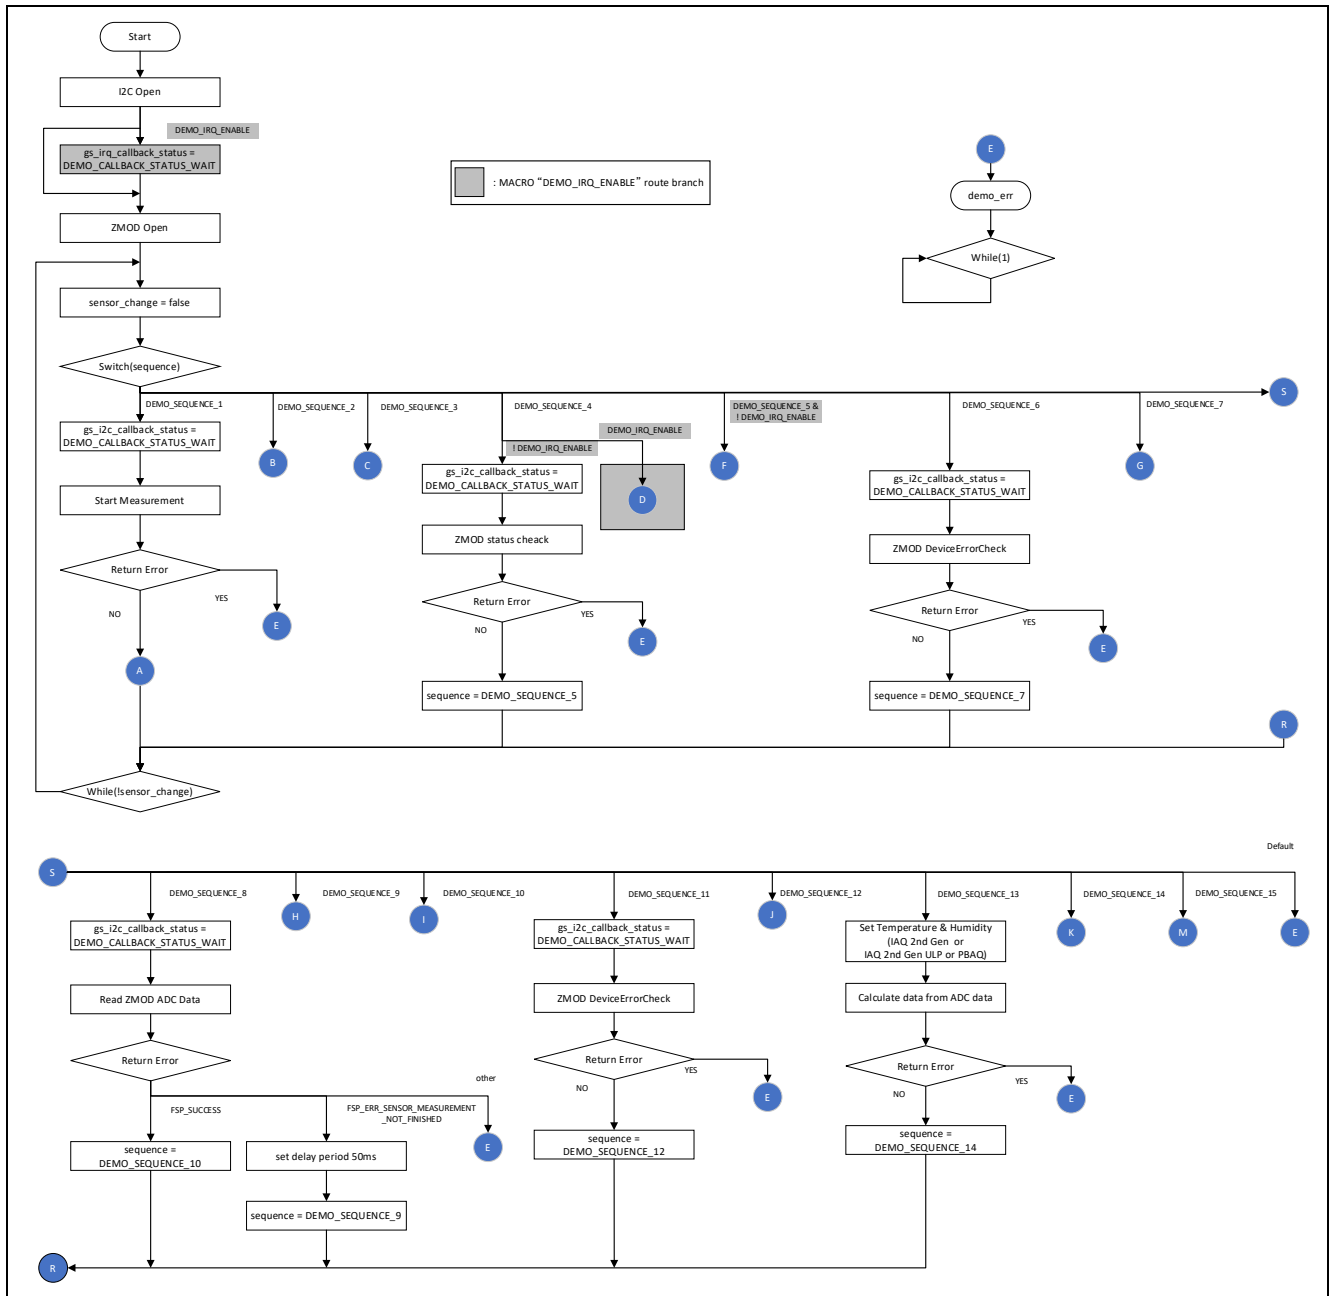 Start
I2C Open
DEMO_IRQ_ENABLE
gs_irq_callback_status =
DEMO_CALLBACK_STATUS_WAIT
: MACRO “DEMO_IRQ_ENABLE” route branch
E
demo_err
While(1)
ZMOD Open
sensor_change = false
Switch(sequence)
DEMO_SEQUENCE_1
DEMO_SEQUENCE_2
DEMO_SEQUENCE_3
DEMO_SEQUENCE_4
DEMO_SEQUENCE_5 &
! DEMO_IRQ_ENABLE
DEMO_SEQUENCE_6
DEMO_SEQUENCE_7
S
gs_i2c_callback_status =
DEMO_CALLBACK_STATUS_WAIT
B
C
! DEMO_IRQ_ENABLE
DEMO_IRQ_ENABLE
D
F
G
Start Measurement
Return Error
NO
YES
E
A
gs_i2c_callback_status =
DEMO_CALLBACK_STATUS_WAIT
ZMOD status cheack
Return Error
NO
YES
E
sequence = DEMO_SEQUENCE_5
gs_i2c_callback_status =
DEMO_CALLBACK_STATUS_WAIT
ZMOD DeviceErrorCheck
Return Error
NO
YES
E
sequence = DEMO_SEQUENCE_7
R
While(!sensor_change)
Default
S
DEMO_SEQUENCE_8
DEMO_SEQUENCE_9
DEMO_SEQUENCE_10
DEMO_SEQUENCE_11
DEMO_SEQUENCE_12
DEMO_SEQUENCE_13
DEMO_SEQUENCE_14
DEMO_SEQUENCE_15
H
I
J
K
M
E
gs_i2c_callback_status =
DEMO_CALLBACK_STATUS_WAIT
Read ZMOD ADC Data
Return Error
FSP_SUCCESS
FSP_ERR_SENSOR_MEASUREMENT
_NOT_FINISHED
other
E
sequence =
DEMO_SEQUENCE_10
set delay period 50ms
sequence = DEMO_SEQUENCE_9
gs_i2c_callback_status =
DEMO_CALLBACK_STATUS_WAIT
ZMOD DeviceErrorCheck
Return Error
NO
YES
E
sequence =
DEMO_SEQUENCE_12
Set Temperature & Humidity
(IAQ 2nd Gen or
IAQ 2nd Gen ULP or PBAQ)
Calculate data from ADC data
Return Error
NO
YES
E
sequence =
DEMO_SEQUENCE_14
R